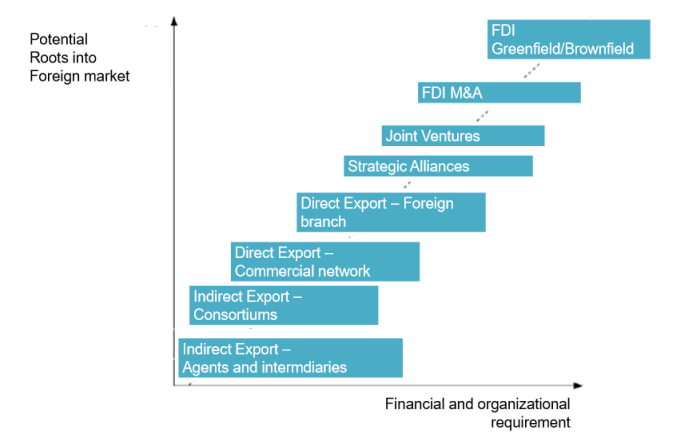 Potential
Roots into
Foreign market
FDI
Greenfield/Brownfield
FDI M&A
Joint Ventures
Strategic Alliances
Direct Export – Foreign
branch
Direct Export –
Commercial network
Indirect Export –
Consortiums
Indirect Export –
Agents and intermdiaries
Financial and organizational
requirement